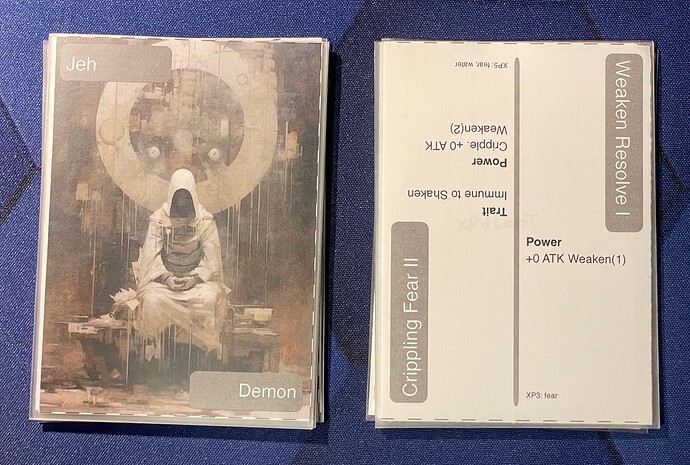 Jeh
Demon
Weaken Resolve I
Power
+0 ATK Weaken(1)
XP3: fear
Crippling Fear II
Trait
Immune to Shaken
Power
Cripple. +0 ATK
Weaken(2)
XP5: fear, water